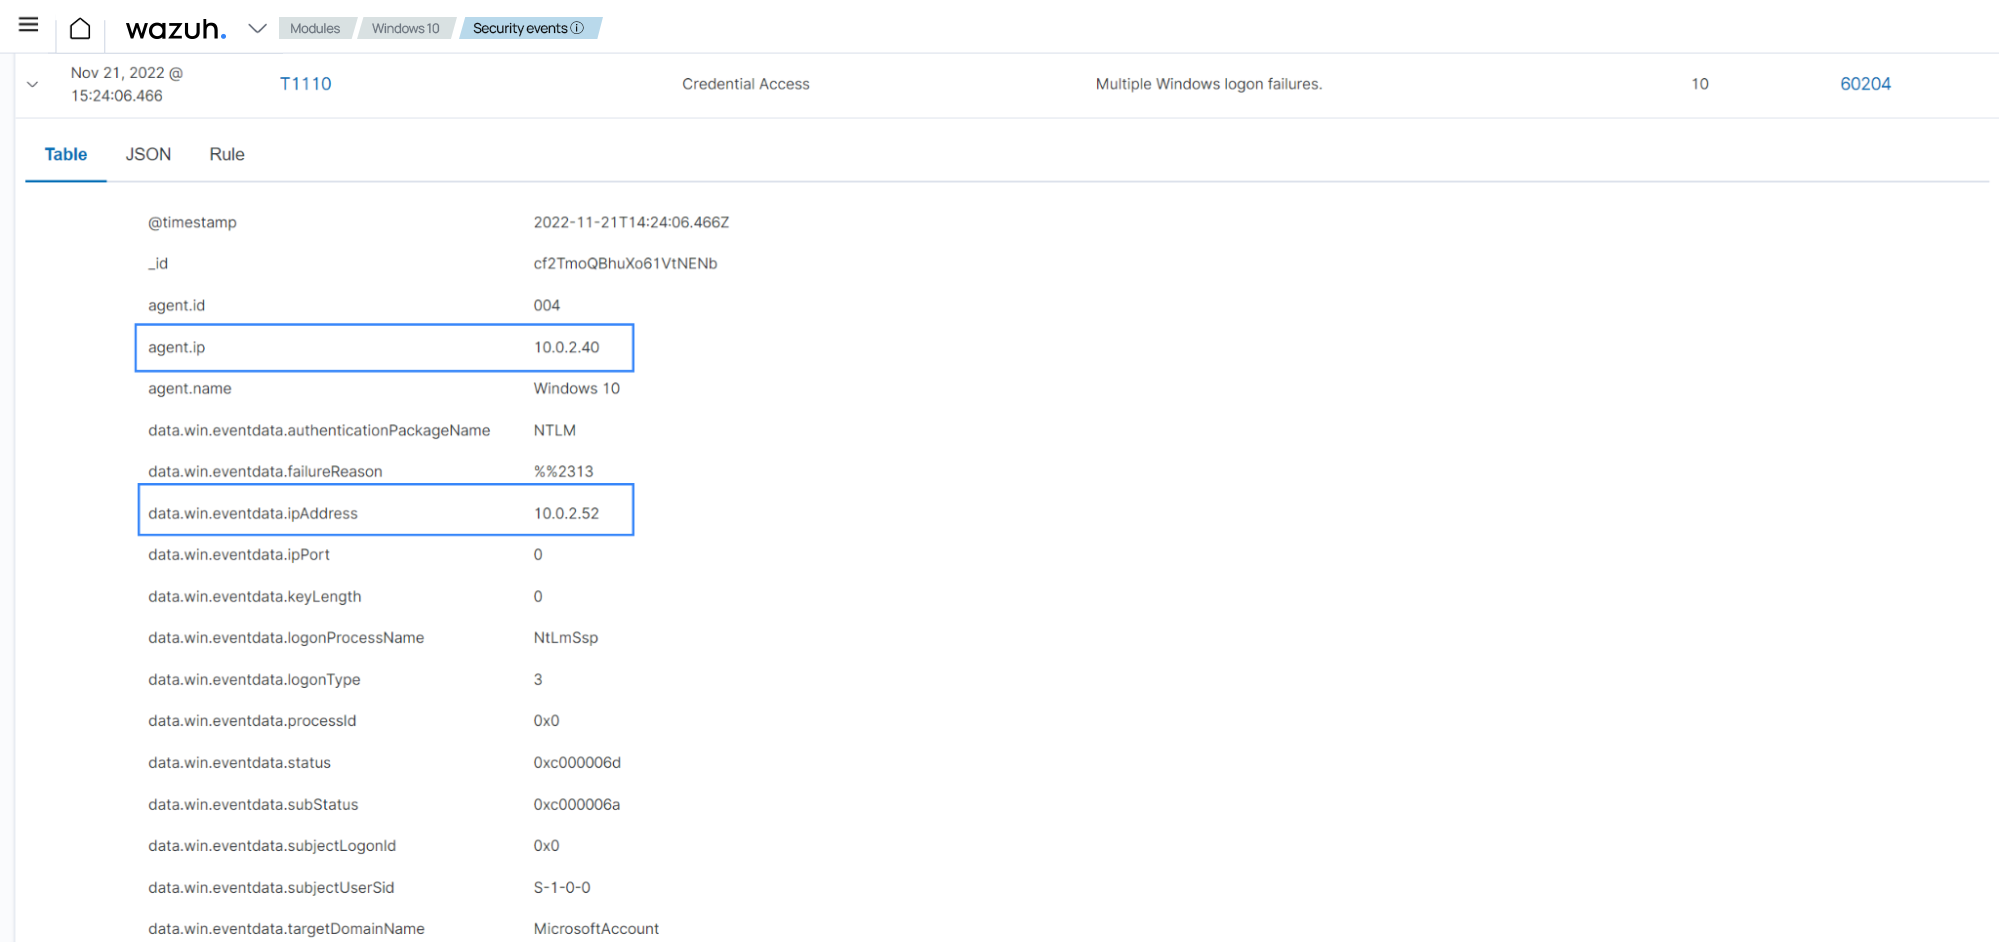 wazuh.
Modules
Windows 10
Security events
Nov 21, 2022 @
15:24:06.466
T1110
Credential Access
Multiple Windows logon failures.
10
60204
Table
JSON
Rule
@timestamp 2022-11-21T14:24:06.466Z
_id cf2TmoQBhuXo61VtNENb
agent.id 004
agent.ip 10.0.2.40
agent.name Windows 10
data.win.eventdata.authenticationPackageName NTLM
data.win.eventdata.failureReason %%2313
data.win.eventdata.ipAddress 10.0.2.52
data.win.eventdata.ipPort 0
data.win.eventdata.keyLength 0
data.win.eventdata.logonProcessName NtLmSsp
data.win.eventdata.logonType 3
data.win.eventdata.processId 0x0
data.win.eventdata.status 0xc000006d
data.win.eventdata.subStatus 0xc000006a
data.win.eventdata.subjectLogonId 0x0
data.win.eventdata.subjectUserSid S-1-0-0
data.win.eventdata.targetDomainName MicrosoftAccount